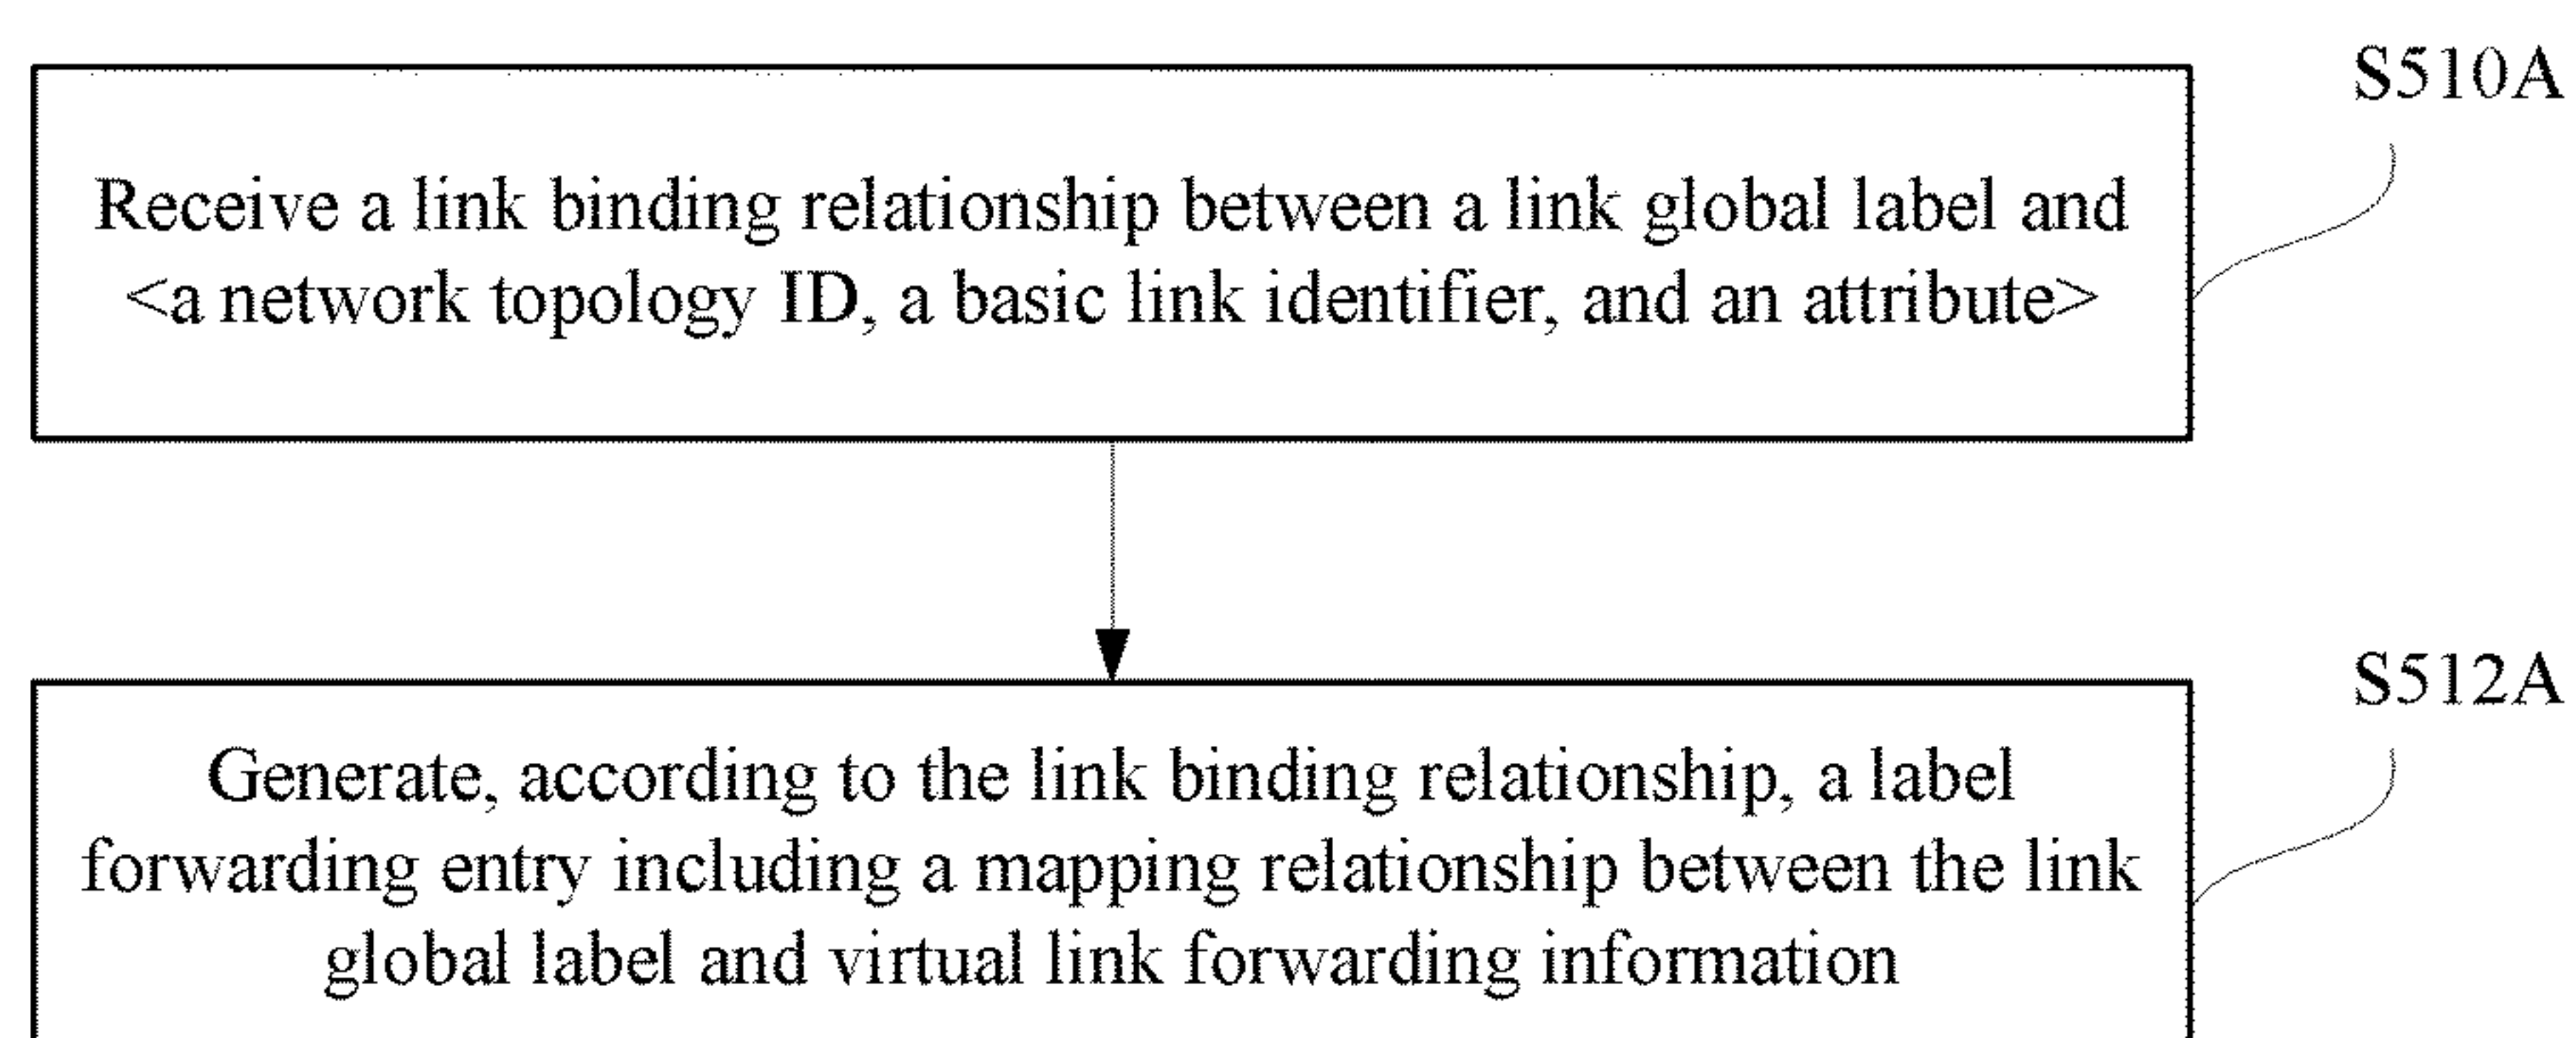 S510A
Receive a link binding relationship between a link global label and
<a network topology ID, a basic link identifier, and an attribute>
S512A
Generate, according to the link binding relationship, a label
forwarding entry including a mapping relationship between the link
global label and virtual link forwarding information